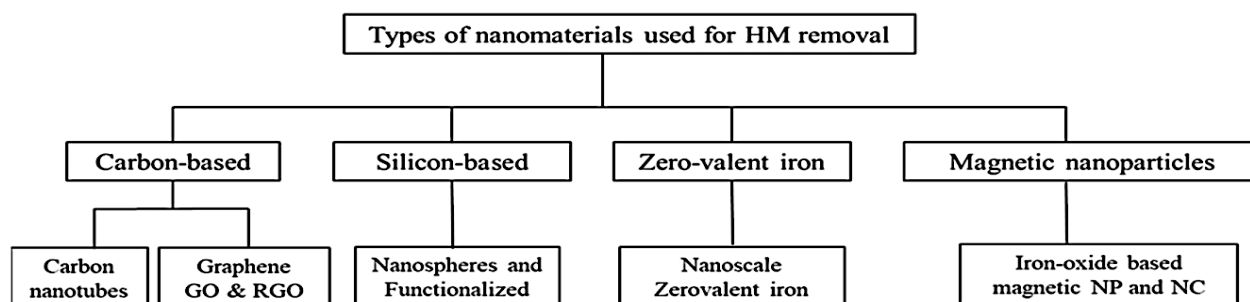 Types of nanomaterials used for HM removal
Carbon-based
Silicon-based
Zero-valent iron
Magnetic nanoparticles
Carbon
nanotubes
Graphene
GO & RGO
Nanospheres and
Functionalized
Nanoscale
Zerovalent iron
Iron-oxide based
magnetic NP and NC